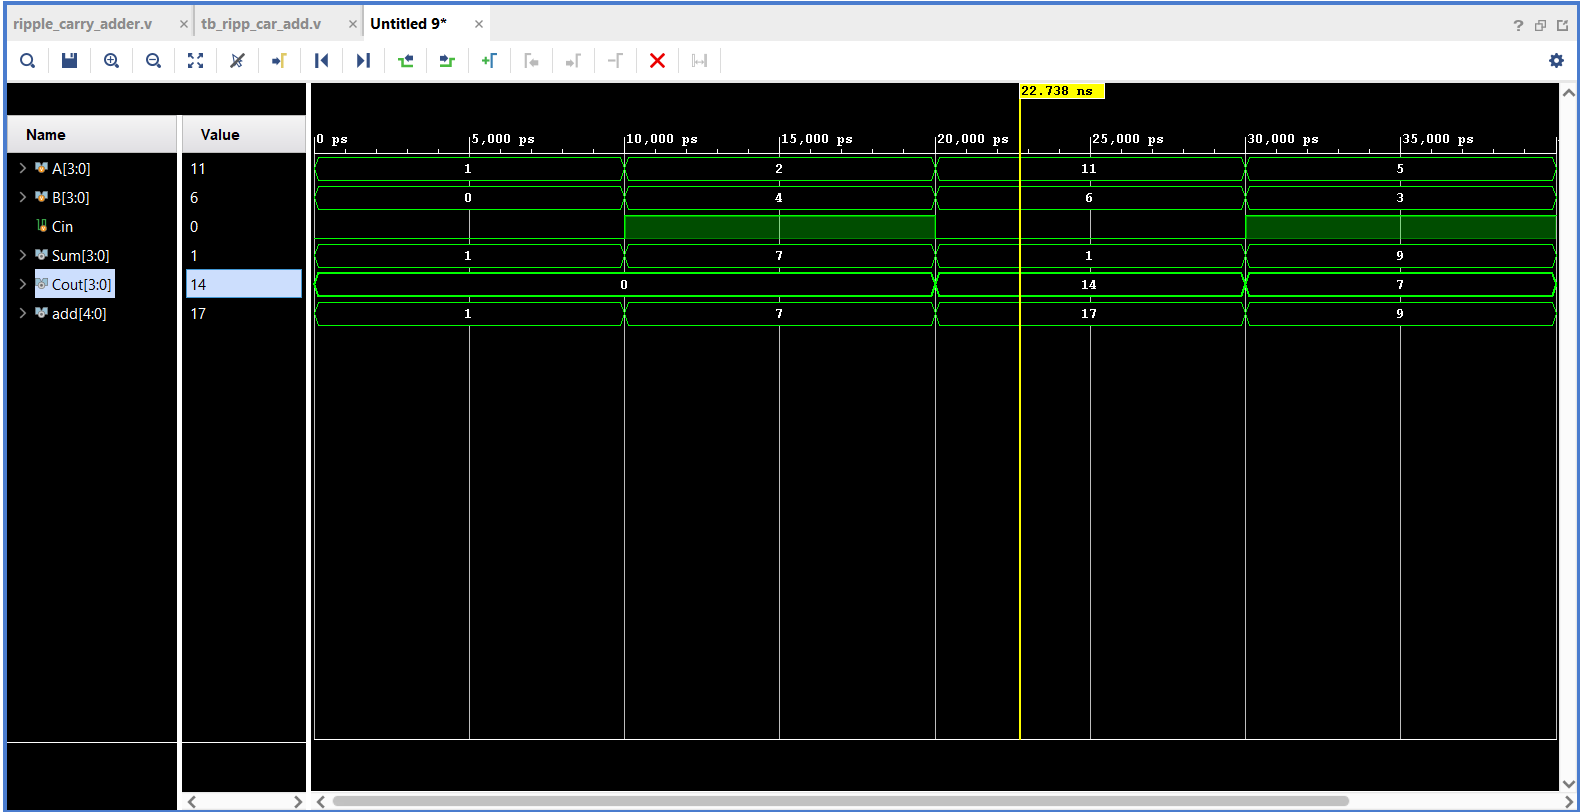 ripple_carry_adder.v × tb_ripp_car_add.v × Untitled 9* ×
?
22.738 ns
Name Value
0 ps 5,000 ps 10,000 ps 15,000 ps 20,000 ps 25,000 ps 30,000 ps 35,000 ps
A[3:0] 11 1 2 11 5
B[3:0] 6 0 4 6 3
Cin 0
Sum[3:0] 1 1 7 1 9
Cout[3:0] 14 0 14 7
add[4:0] 17 1 7 17 9